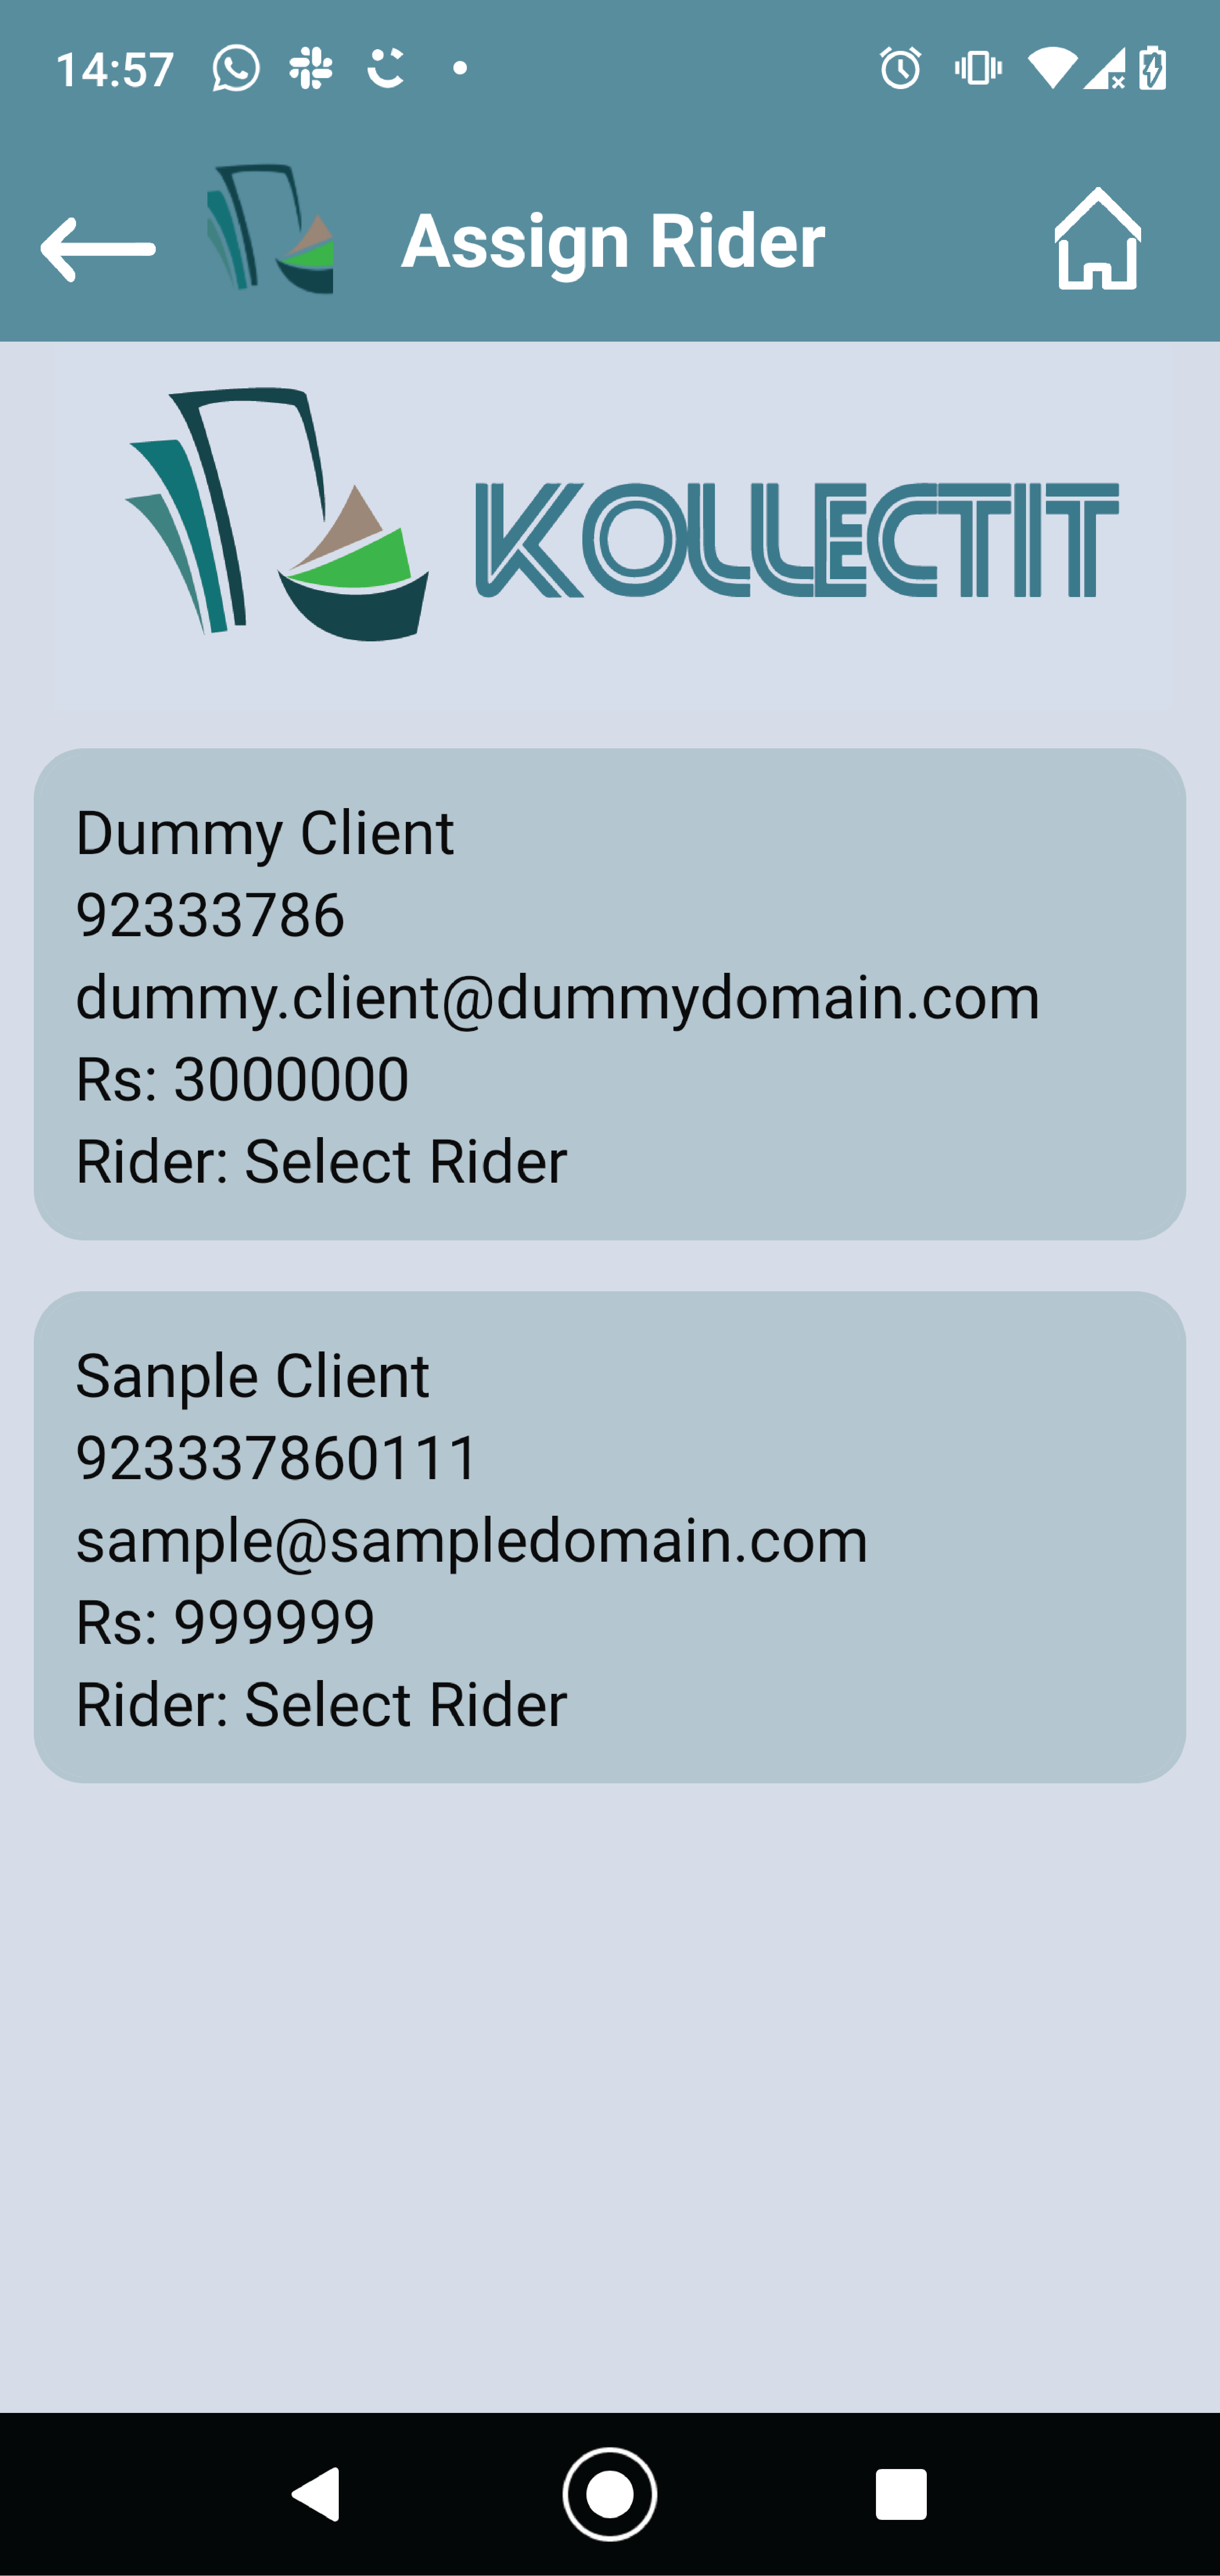 14:57
Assign Rider
KOLLECTIT
Dummy Client
92333786
dummy.client@dummydomain.com
Rs: 3000000
Rider: Select Rider
Sanple Client
923337860111
sample@sampledomain.com
Rs: 999999
Rider: Select Rider